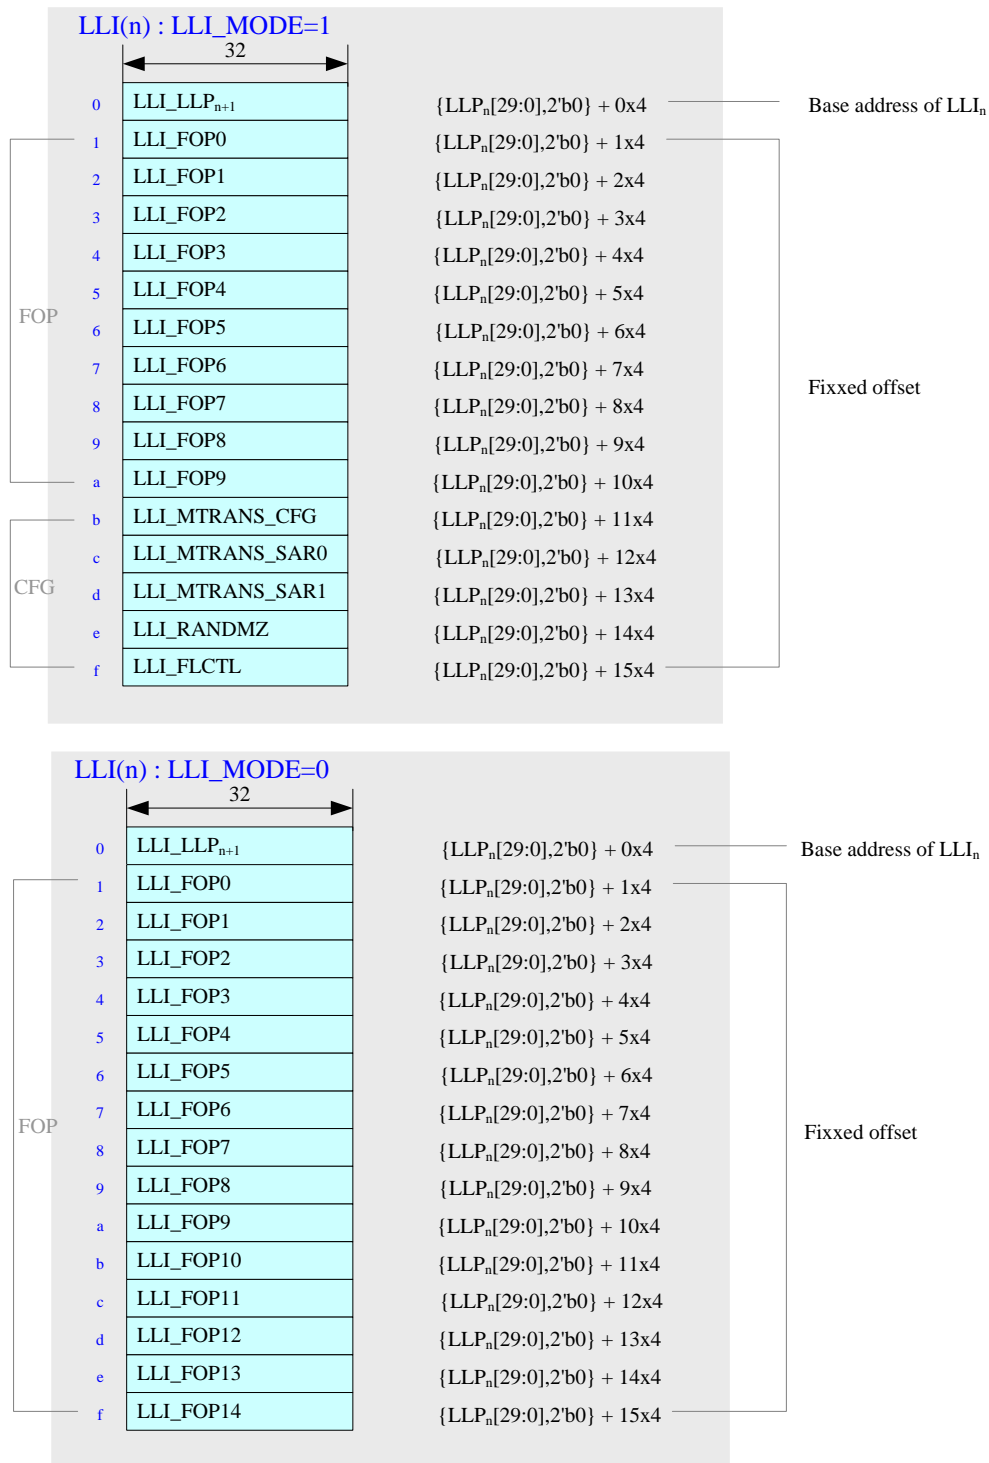 LLI(n) : LLI_MODE=1
32
0 LLI_LLPn+1 {LLPn[29:0],2'b0} + 0x4 Base address of LLIn
1 LLI_FOP0 {LLPn[29:0],2'b0} + 1x4
2 LLI_FOP1 {LLPn[29:0],2'b0} + 2x4
3 LLI_FOP2 {LLPn[29:0],2'b0} + 3x4
4 LLI_FOP3 {LLPn[29:0],2'b0} + 4x4
5 LLI_FOP4 {LLPn[29:0],2'b0} + 5x4
FOP
6 LLI_FOP5 {LLPn[29:0],2'b0} + 6x4
7 LLI_FOP6 {LLPn[29:0],2'b0} + 7x4
Fixxed offset
8 LLI_FOP7 {LLPn[29:0],2'b0} + 8x4
9 LLI_FOP8 {LLPn[29:0],2'b0} + 9x4
a LLI_FOP9 {LLPn[29:0],2'b0} + 10x4
b LLI_MTRANS_CFG {LLPn[29:0],2'b0} + 11x4
c LLI_MTRANS_SAR0 {LLPn[29:0],2'b0} + 12x4
CFG
d LLI_MTRANS_SAR1 {LLPn[29:0],2'b0} + 13x4
e LLI_RANDMZ {LLPn[29:0],2'b0} + 14x4
f LLI_FLCTL {LLPn[29:0],2'b0} + 15x4
LLI(n) : LLI_MODE=0
32
0 LLI_LLPn+1 {LLPn[29:0],2'b0} + 0x4 Base address of LLIn
1 LLI_FOP0 {LLPn[29:0],2'b0} + 1x4
2 LLI_FOP1 {LLPn[29:0],2'b0} + 2x4
3 LLI_FOP2 {LLPn[29:0],2'b0} + 3x4
4 LLI_FOP3 {LLPn[29:0],2'b0} + 4x4
5 LLI_FOP4 {LLPn[29:0],2'b0} + 5x4
6 LLI_FOP5 {LLPn[29:0],2'b0} + 6x4
7 LLI_FOP6 {LLPn[29:0],2'b0} + 7x4
FOP
Fixxed offset
8 LLI_FOP7 {LLPn[29:0],2'b0} + 8x4
9 LLI_FOP8 {LLPn[29:0],2'b0} + 9x4
a LLI_FOP9 {LLPn[29:0],2'b0} + 10x4
b LLI_FOP10 {LLPn[29:0],2'b0} + 11x4
c LLI_FOP11 {LLPn[29:0],2'b0} + 12x4
d LLI_FOP12 {LLPn[29:0],2'b0} + 13x4
e LLI_FOP13 {LLPn[29:0],2'b0} + 14x4
f LLI_FOP14 {LLPn[29:0],2'b0} + 15x4